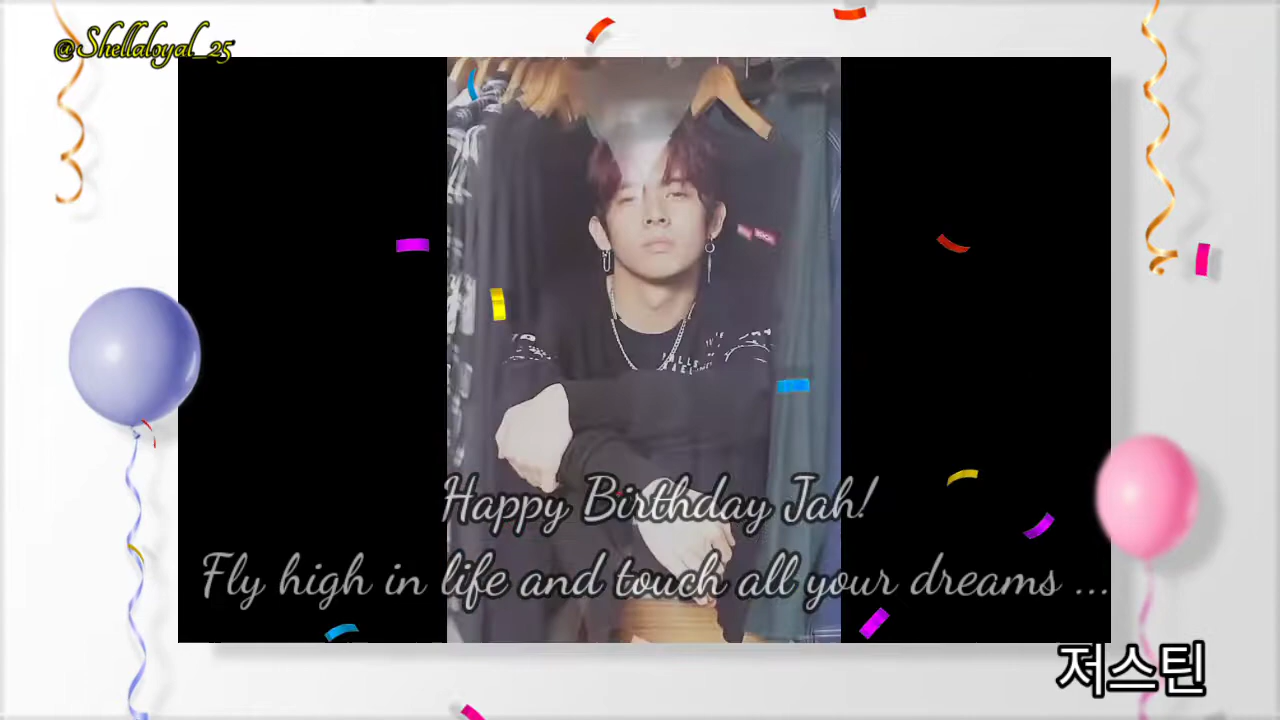 @Shellaloyal_25
Happy Birthday Jah!
Fly high in life and touch all your dreams ...
저스틴